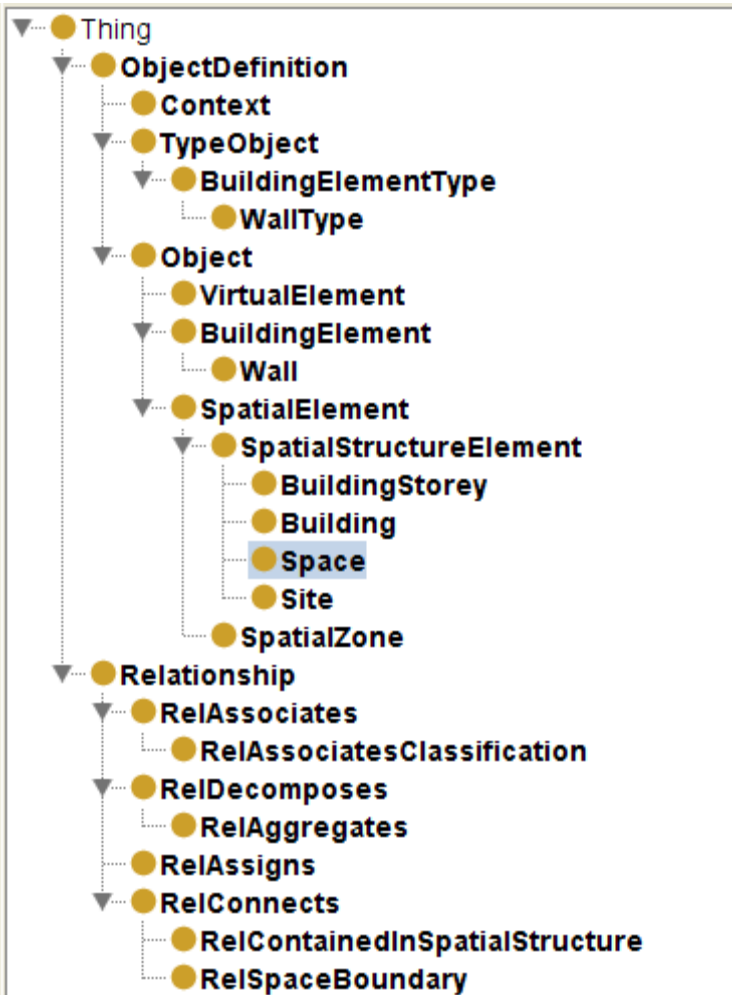 Thing
ObjectDefinition
Context
TypeObject
BuildingElementType
WallType
Object
VirtualElement
BuildingElement
Wall
SpatialElement
SpatialStructureElement
BuildingStorey
Building
Space
Site
SpatialZone
Relationship
RelAssociates
RelAssociatesClassification
RelDecomposes
RelAggregates
RelAssigns
RelConnects
RelContainedInSpatialStructure
RelSpaceBoundary